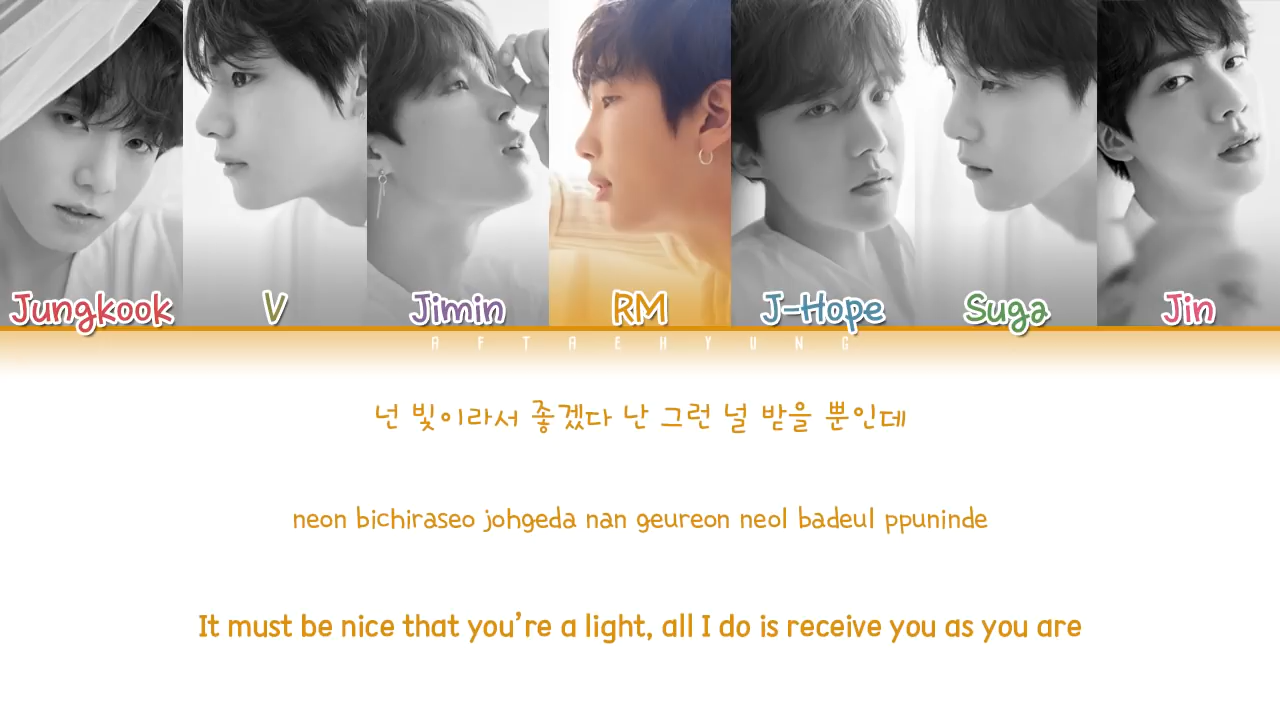 Jungkook V Jimin RM J-Hope Suga Jin
AFTAEHYUNG
넌 빛이라서 좋겠다 난 그런 널 받을 뿐인데
neon bichiraseo johgeda nan geureon neol badeul ppuninde
It must be nice that you’re a light, all I do is receive you as you are